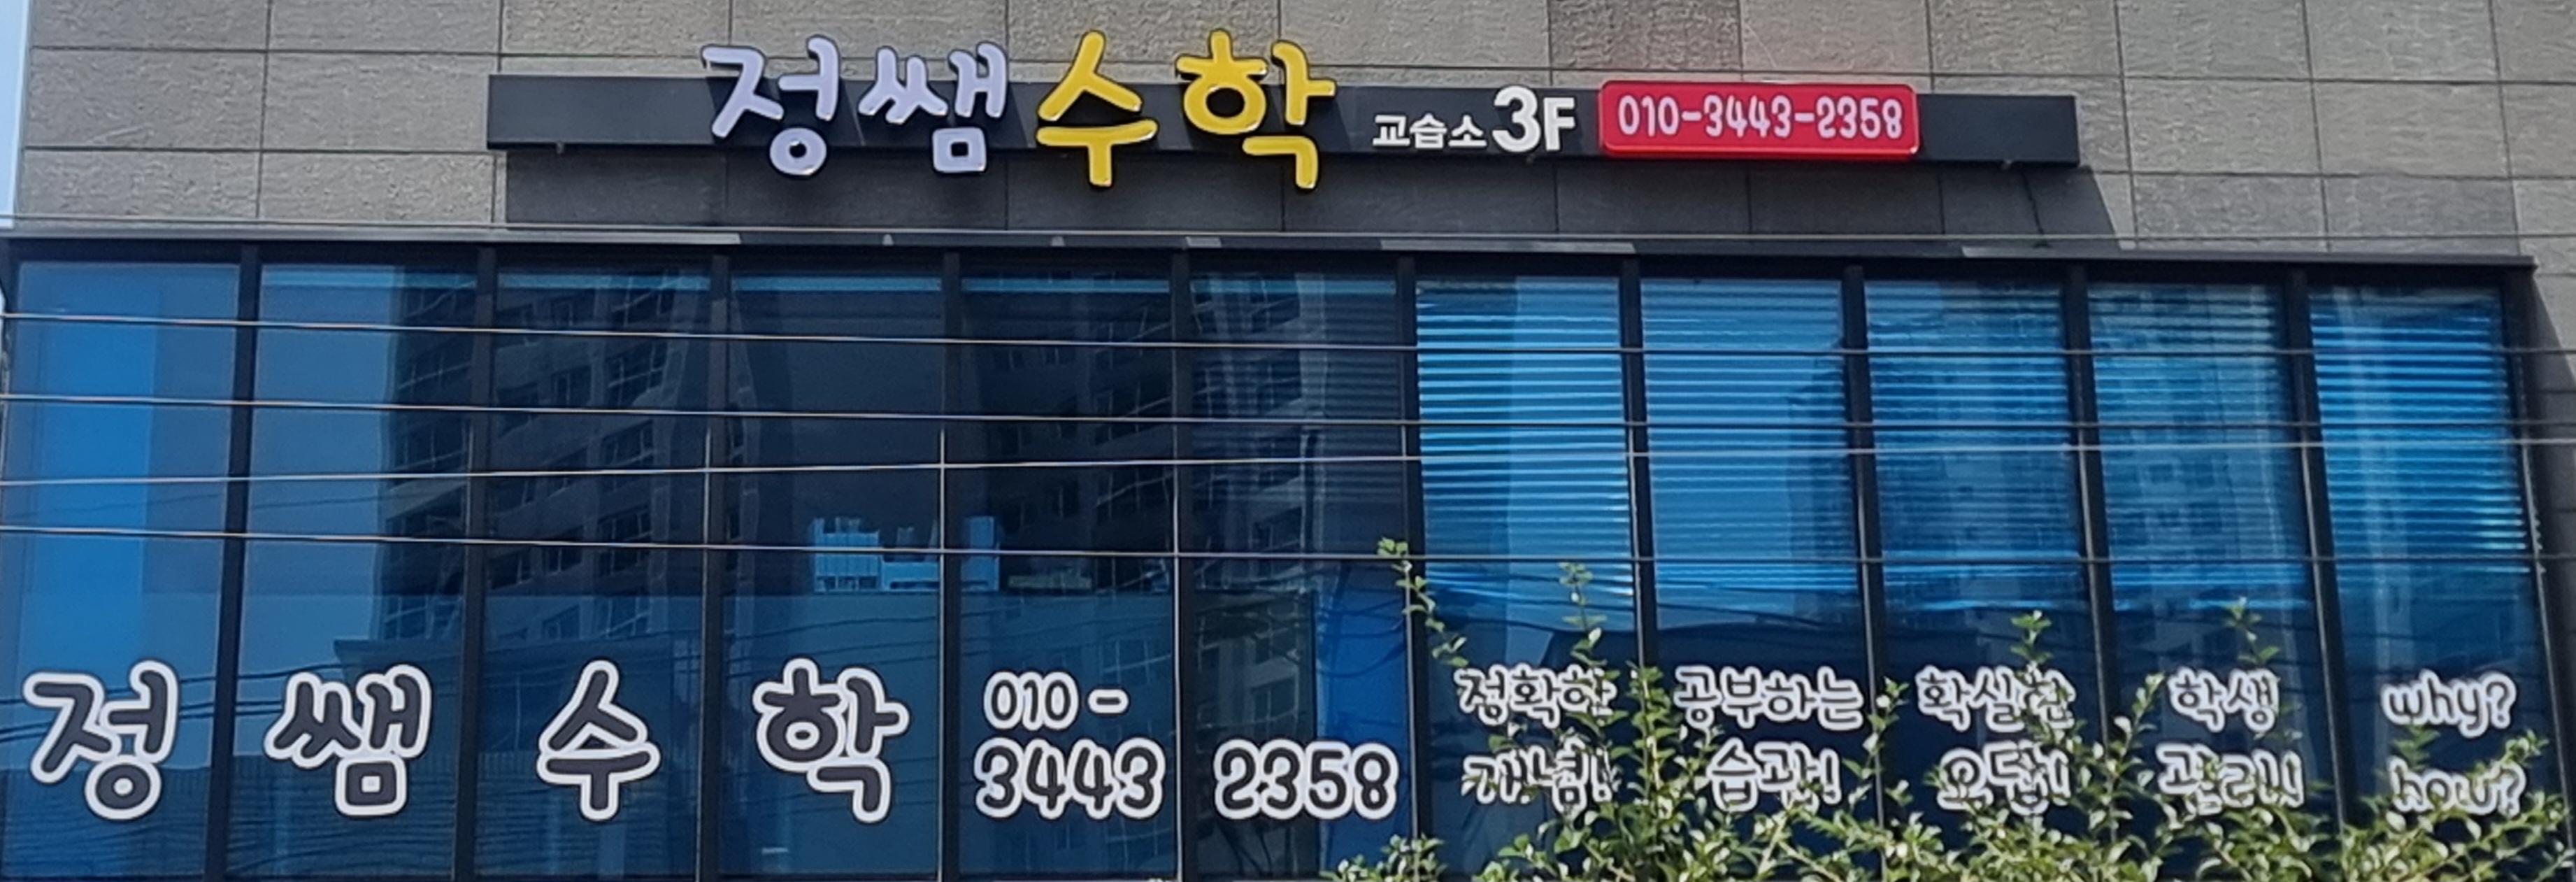 정쌤수학 교습소 3F 010-3443-2358
정쌤수학 010-
3443 2358
정확한 공부하는 확실한 학생 why?
개념! 습관! 오답! 관리! how?